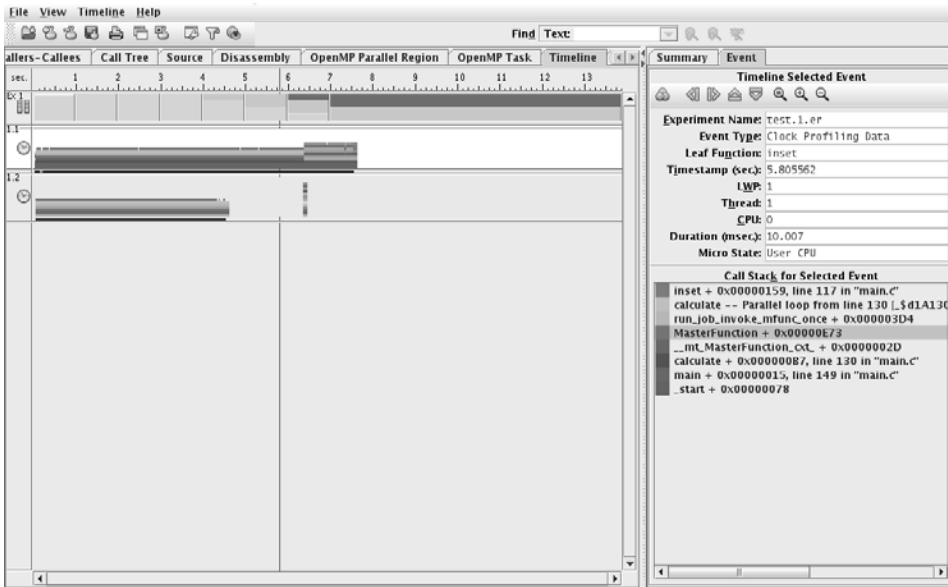 File View Timeline Help
Find Text:
allers-Callees Call Tree Source Disassembly OpenMP Parallel Region OpenMP Task Timeline
Summary Event
sec. 1 2 3 4 5 6 7 8 9 10 11 12 13
Ex 1
1.1
1.2
Timeline Selected Event
Experiment Name: test.1.er
Event Type: Clock Profiling Data
Leaf Function: inset
Timestamp (sec.): 5.805562
LWP: 1
Thread: 1
CPU: 0
Duration (msec.): 10.007
Micro State: User CPU
Call Stack for Selected Event
inset + 0x00000159, line 117 in "main.c"
calculate -- Parallel loop from line 130 [_$d1A130
run_job_invoke_mfunc_once + 0x000003D4
MasterFunction + 0x00000E73
__mt_MasterFunction_cxt_ + 0x0000002D
calculate + 0x000000B7, line 130 in "main.c"
main + 0x00000015, line 149 in "main.c"
_start + 0x00000078